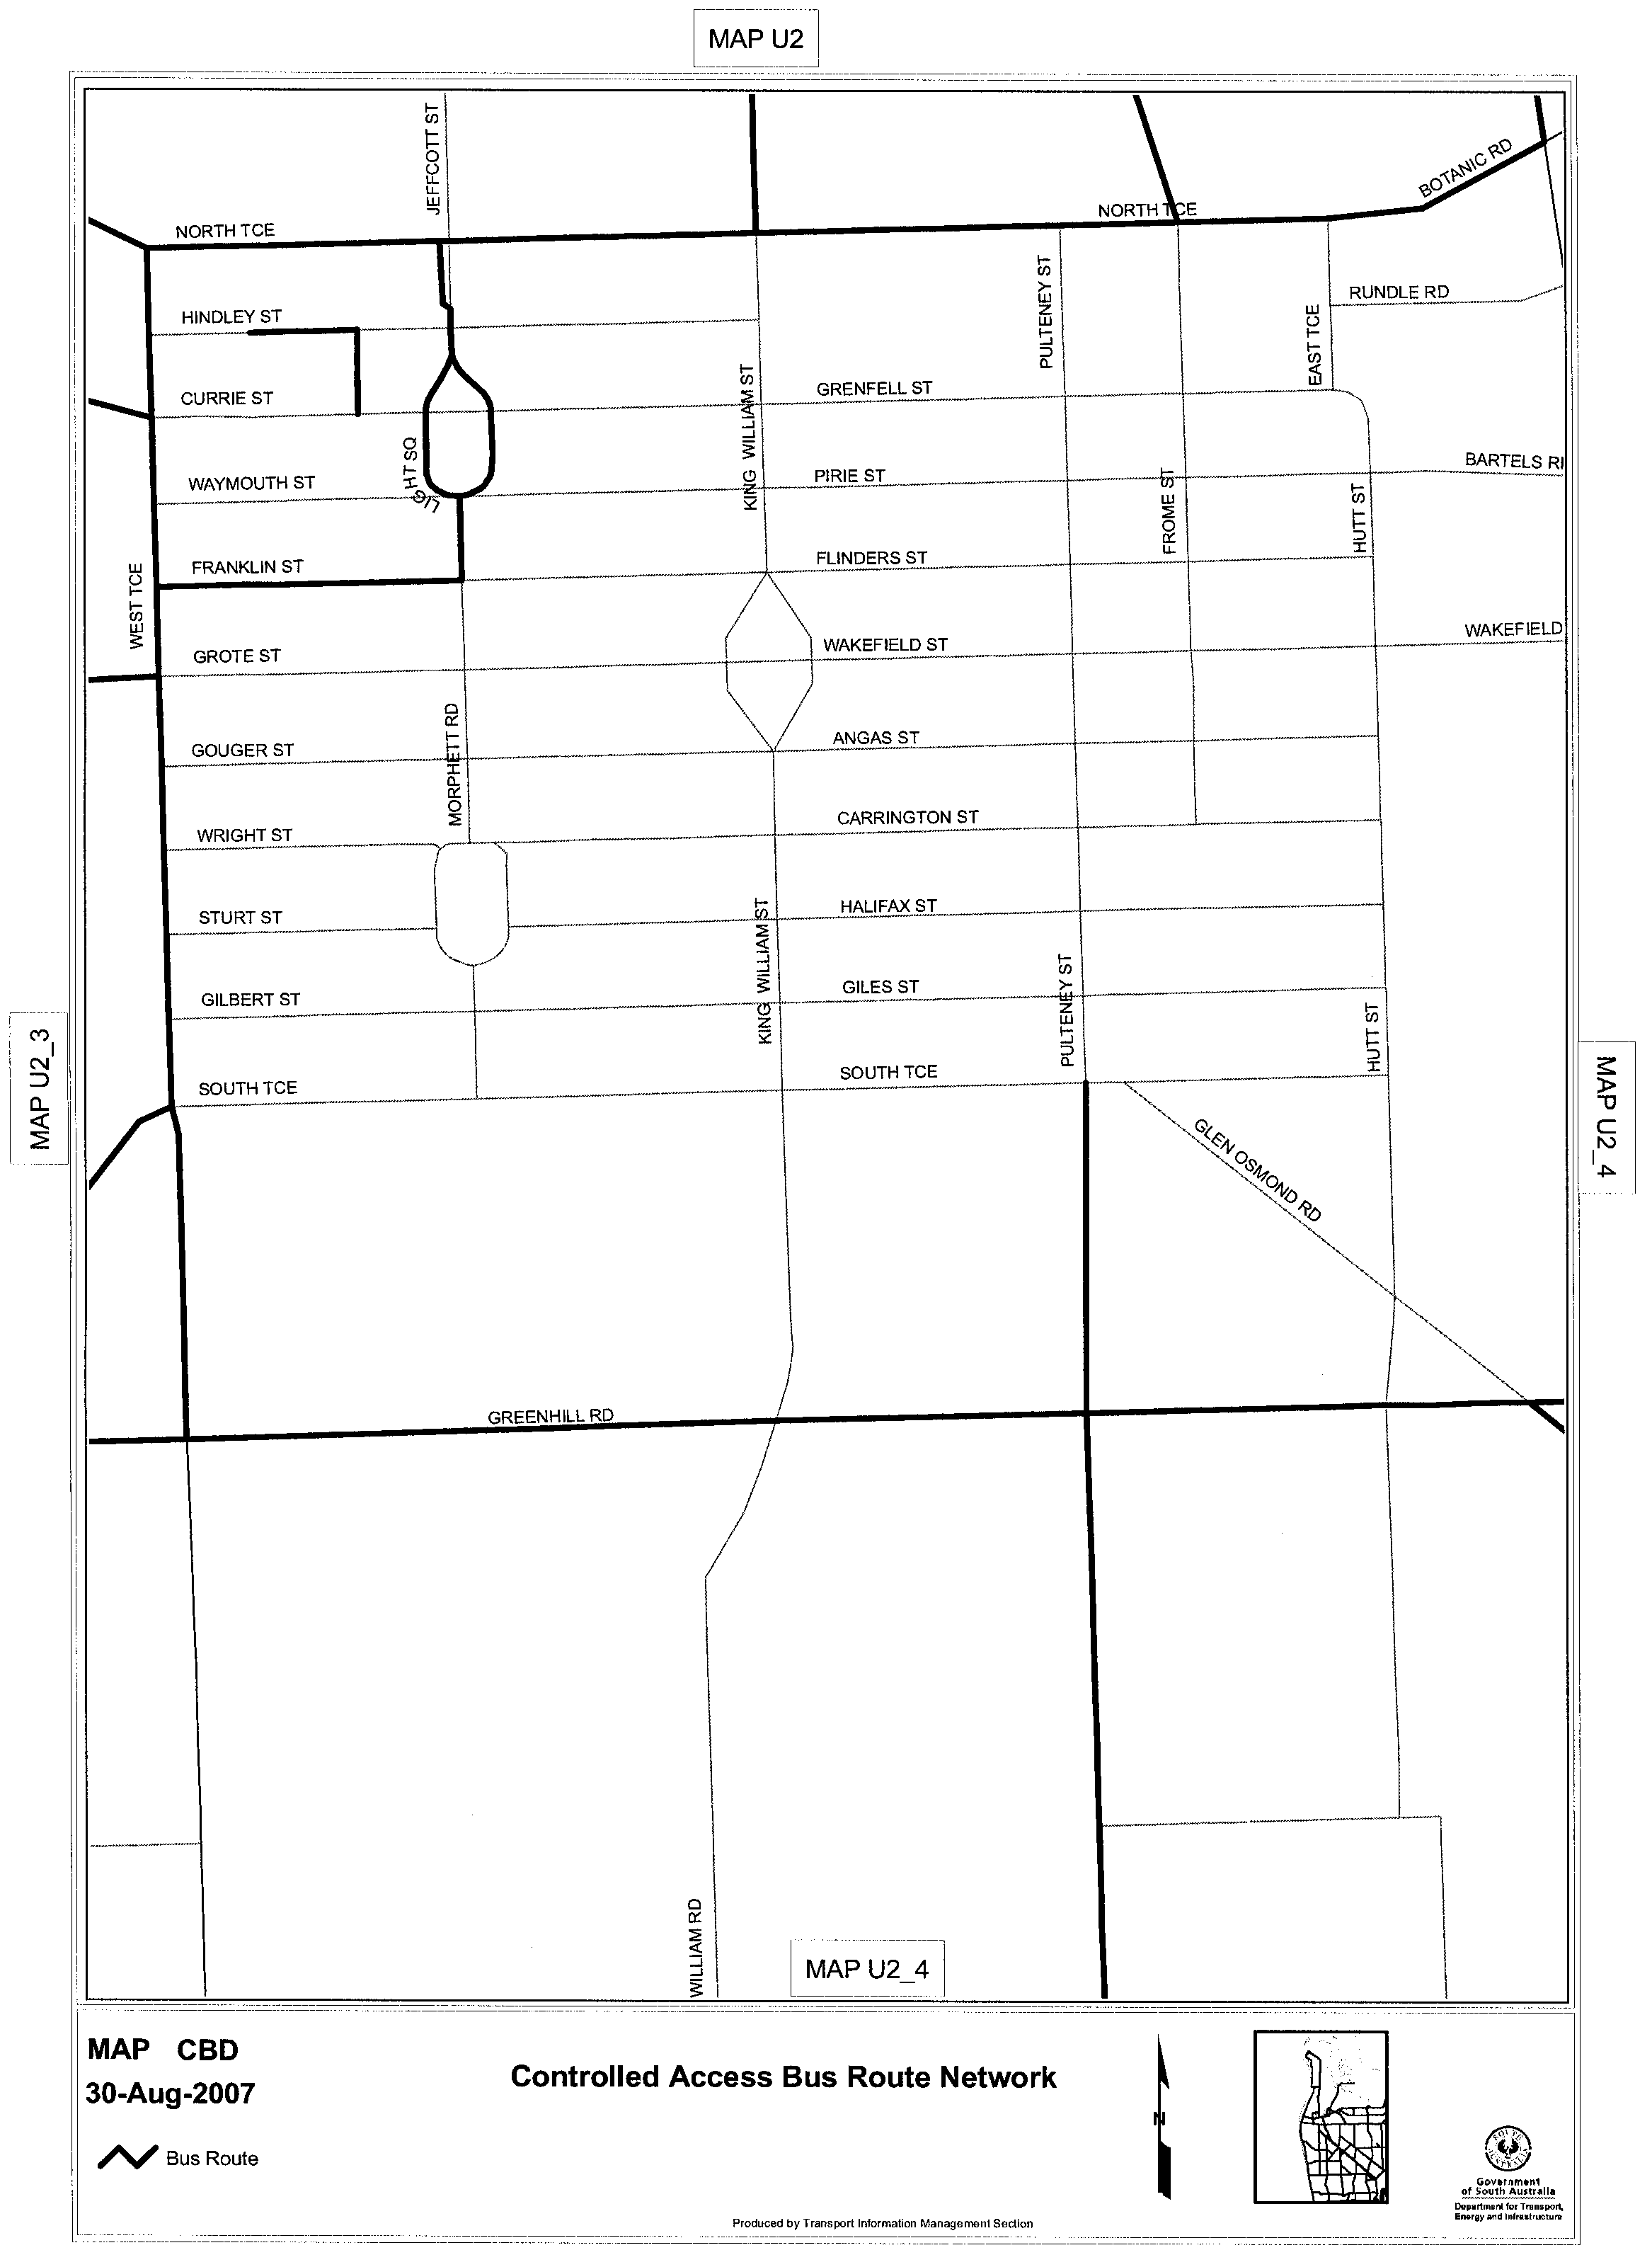 MAP U2
JEFFCOTT ST
BOTANIC RD
NORTH TCE
NORTH TCE
PULTENEY ST
RUNDLE RD
HINDLEY ST
EAST TCE
KING WILLIAM ST
GRENFELL ST
CURRIE ST
LIGHT SQ
BARTELS RI
PIRIE ST
WAYMOUTH ST
FROME ST
HUTT ST
FLINDERS ST
FRANKLIN ST
WEST TCE
WAKEFIELD
WAKEFIELD ST
GROTE ST
MORPHETT RD
ANGAS ST
GOUGER ST
CARRINGTON ST
WRIGHT ST
HALIFAX ST
STURT ST
KING WILLIAM ST
PULTENEY ST
GILES ST
GILBERT ST
HUTT ST
MAP U2_3
MAP U2_4
SOUTH TCE
SOUTH TCE
GLEN OSMOND RD
GREENHILL RD
WILLIAM RD
MAP U2_4
MAP CBD
30-Aug-2007
Controlled Access Bus Route Network
N
Bus Route
SOUTH
AUSTRALIA
Government
of South Australia
Department for Transport,
Energy and Infrastructure
Produced by Transport Information Management Section